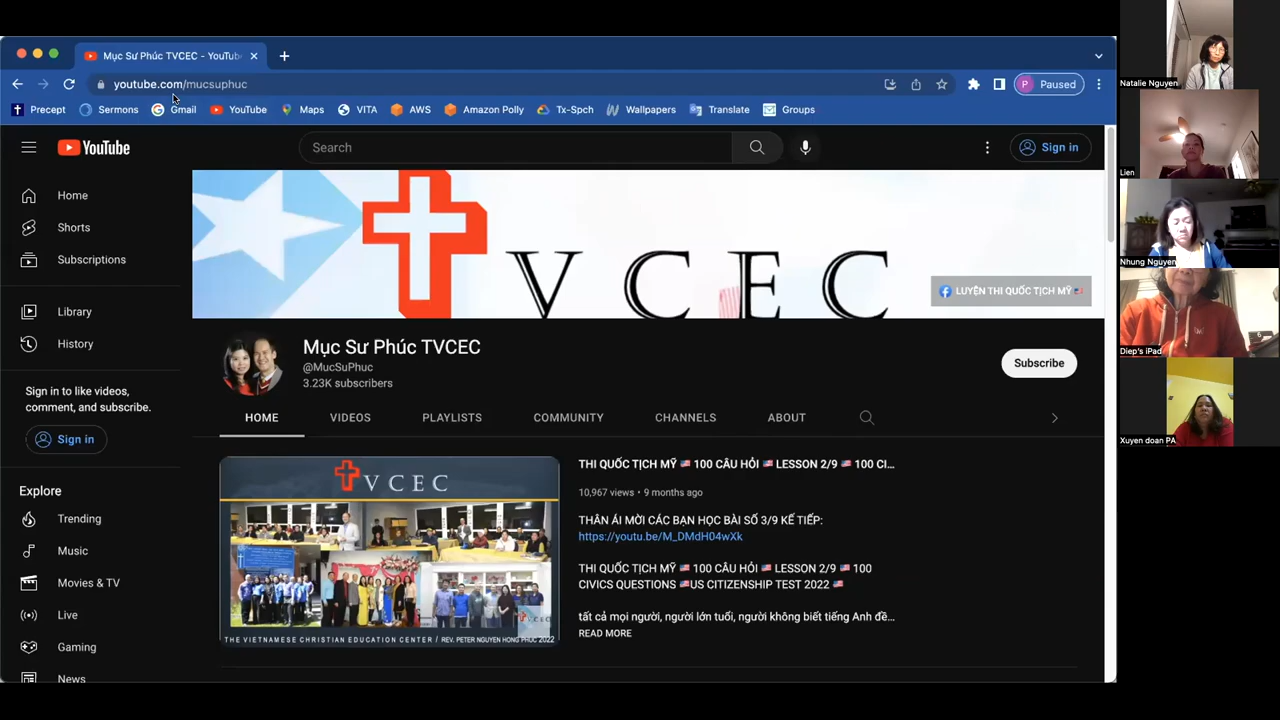 Mục Sư Phúc TVCEC - YouTube
youtube.com/mucsuphuc
Paused
Precept Sermons Gmail YouTube Maps VITA AWS Amazon Polly Tx-Spch Wallpapers Translate Groups
YouTube
Search
Sign in
Home
Shorts
Subscriptions
Library
History
Sign in to like videos,
comment, and subscribe.
Sign in
Explore
Trending
Music
Movies & TV
Live
Gaming
News
VCEC
LUYỆN THI QUỐC TỊCH MỸ
Mục Sư Phúc TVCEC
@MucSuPhuc
3.23K subscribers
Subscribe
HOME VIDEOS PLAYLISTS COMMUNITY CHANNELS ABOUT
VCEC
THE VIETNAMESE CHRISTIAN EDUCATION CENTER / REV. PETER NGUYEN HONG PHUC 2022
THI QUỐC TỊCH MỸ 🇺🇸 100 CÂU HỎI 🇺🇸 LESSON 2/9 🇺🇸 100 CI...
10,967 views • 9 months ago
THÂN ÁI MỜI CÁC BẠN HỌC BÀI SỐ 3/9 KẾ TIẾP:
https://youtu.be/M_DMdH04wXk
THI QUỐC TỊCH MỸ 🇺🇸 100 CÂU HỎI 🇺🇸 LESSON 2/9 🇺🇸 100
CIVICS QUESTIONS 🇺🇸US CITIZENSHIP TEST 2022 🇺🇸
tất cả mọi người, người lớn tuổi, người không biết tiếng Anh đề...
READ MORE
Natalie Nguyen
Lien
Nhung Nguyen
Diep's iPad
Xuyen doan PA